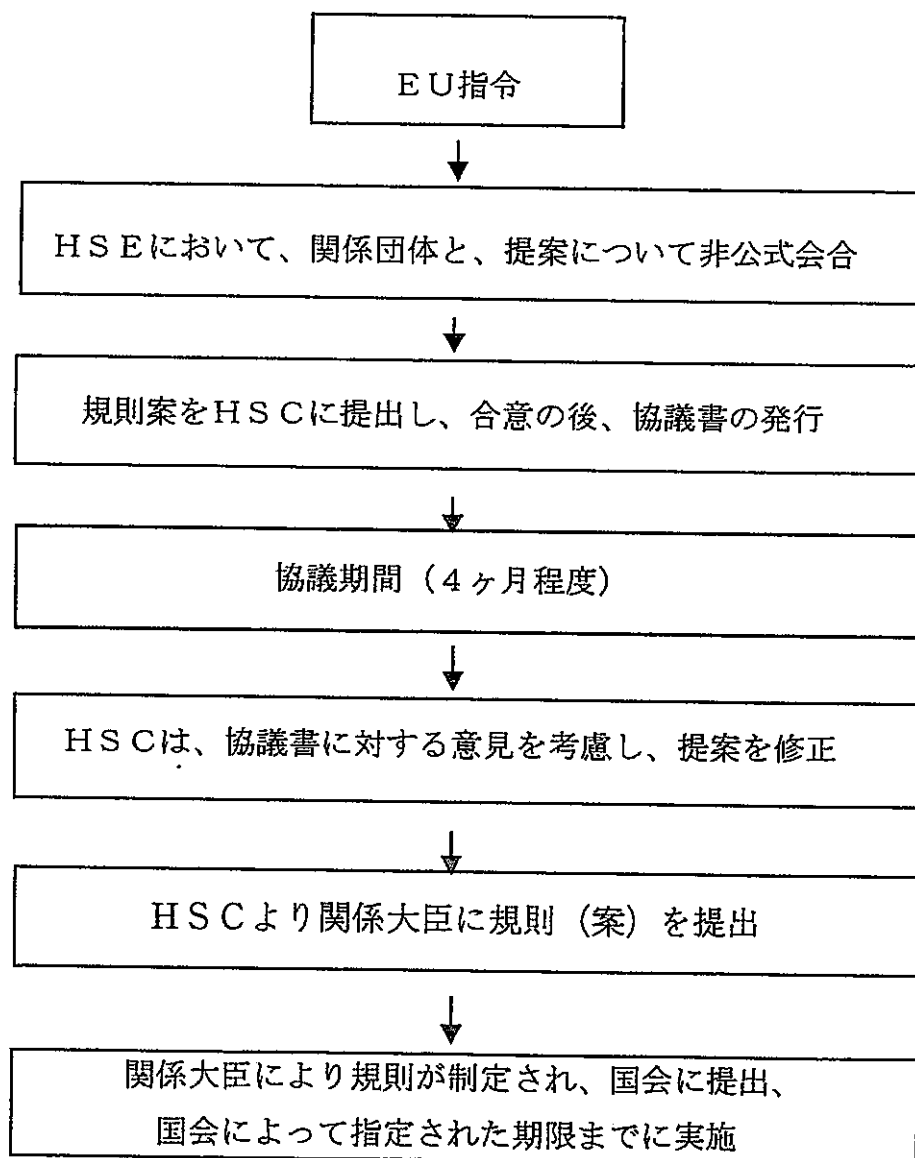 ＥＵ指令
ＨＳＥにおいて、関係団体と、提案について非公式会合
規則案をＨＳＣに提出し、合意の後、協議書の発行
協議期間（４ヶ月程度）
ＨＳＣは、協議書に対する意見を考慮し、提案を修正
ＨＳＣより関係大臣に規則（案）を提出
関係大臣により規則が制定され、国会に提出、
国会によって指定された期限までに実施